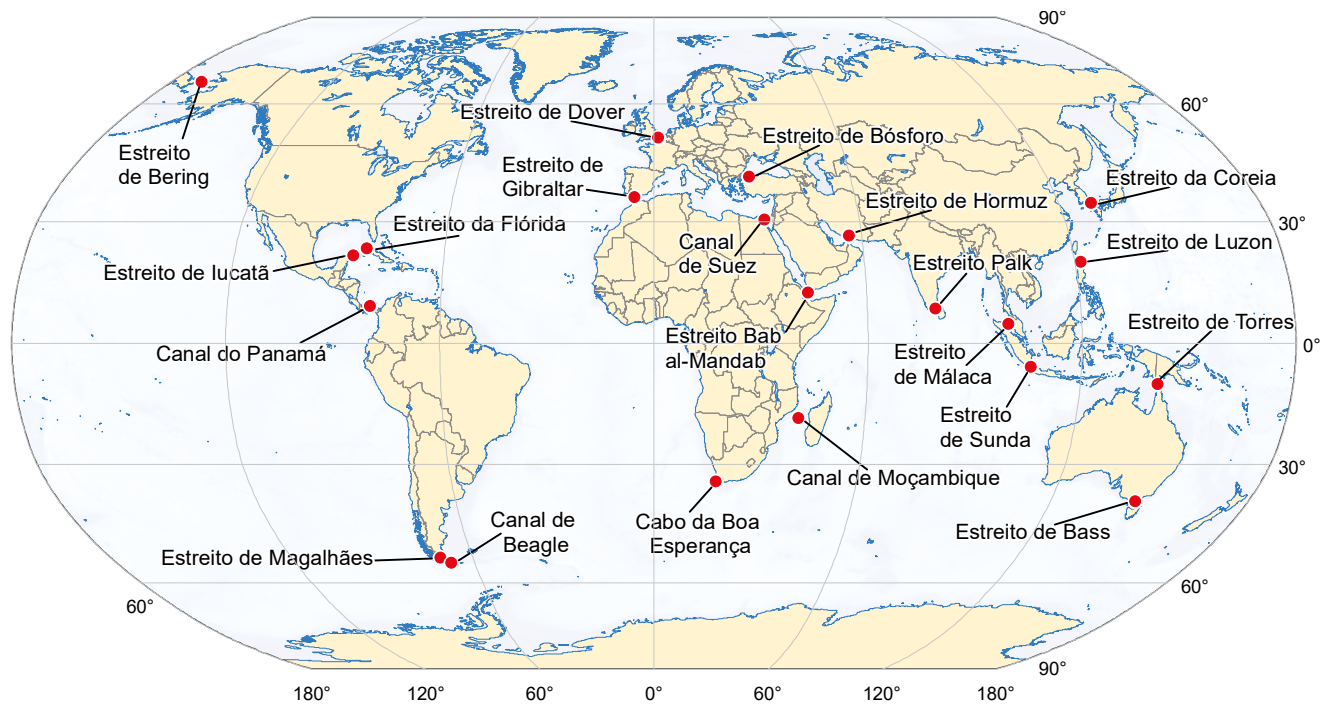 90°
60°
Estreito de Dover
Estreito de Bósforo
Estreito
de Bering
Estreito de
Gibraltar
Estreito da Coreia
Estreito de Hormuz
30°
Estreito da Flórida
Canal
de Suez
Estreito de Luzon
Estreito Palk
Estreito de Iucatã
Estreito de Torres
Estreito Bab
al-Mandab
0°
Canal do Panamá
Estreito
de Málaca
Estreito
de Sunda
30°
Canal de Moçambique
Cabo da Boa
Esperança
Canal de
Beagle
Estreito de Bass
Estreito de Magalhães
60°
60°
90°
180°
120°
60°
0°
60°
120°
180°